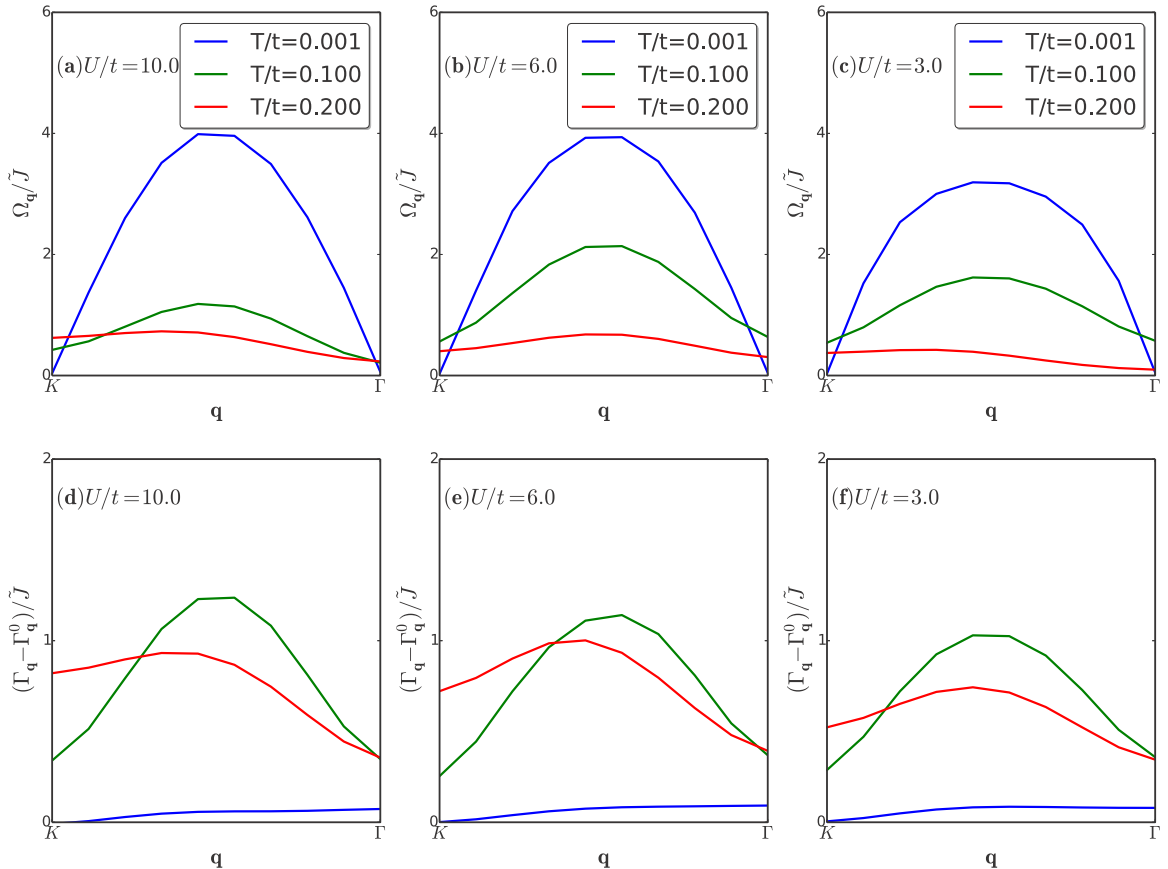 6
4
2
0
Ω_q/J̃
(a)U/t=10.0
T/t=0.001
T/t=0.100
T/t=0.200
K
Γ
q
6
4
2
0
Ω_q/J̃
(b)U/t=6.0
T/t=0.001
T/t=0.100
T/t=0.200
K
Γ
q
6
4
2
0
Ω_q/J̃
(c)U/t=3.0
T/t=0.001
T/t=0.100
T/t=0.200
K
Γ
q
2
1
0
(Γ_q−Γ_q^0)/J̃
(d)U/t=10.0
K
Γ
q
2
1
0
(Γ_q−Γ_q^0)/J̃
(e)U/t=6.0
K
Γ
q
2
1
0
(Γ_q−Γ_q^0)/J̃
(f)U/t=3.0
K
Γ
q